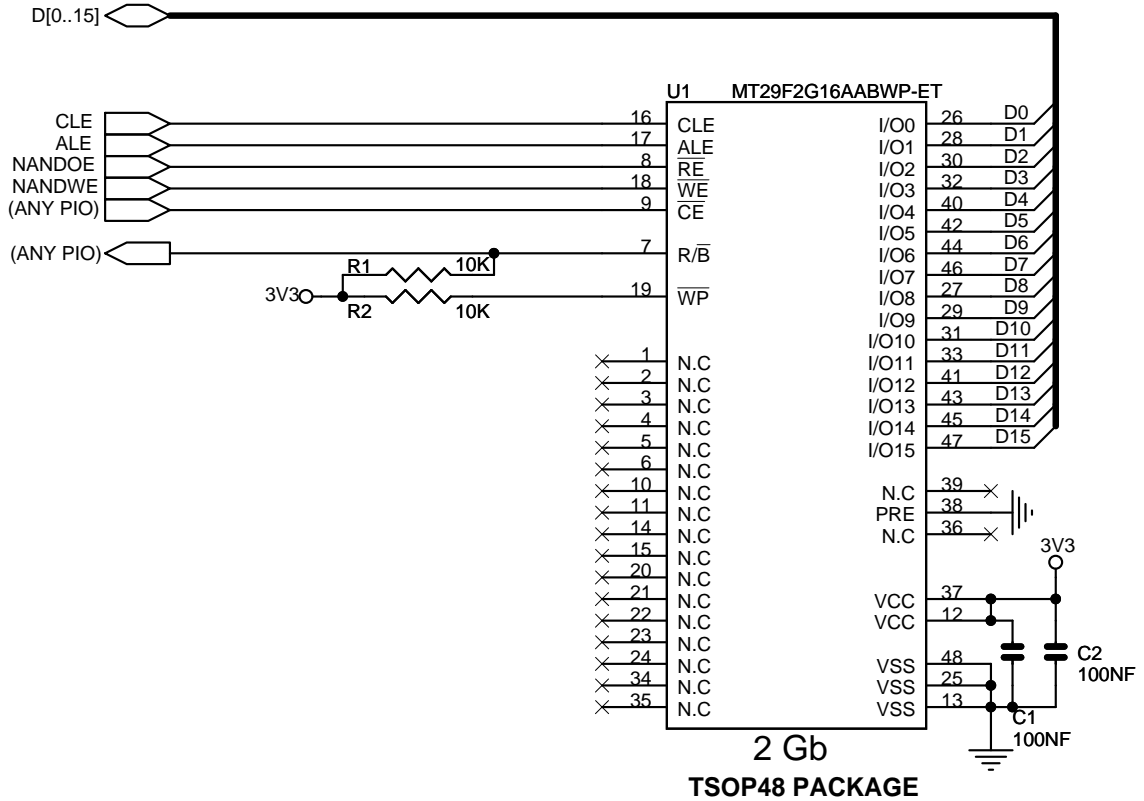 D[0..15]
U1 MT29F2G16AABWP-ET
CLE 16 CLE I/O0 26 D0
ALE 17 ALE I/O1 28 D1
NANDOE 8 RE I/O2 30 D2
NANDWE 18 WE I/O3 32 D3
(ANY PIO) 9 CE I/O4 40 D4
I/O5 42 D5
(ANY PIO) 7 R/B I/O6 44 D6
R1 10K I/O7 46 D7
3V3 19 WP I/O8 27 D8
R2 10K I/O9 29 D9
I/O10 31 D10
1 N.C I/O11 33 D11
2 N.C I/O12 41 D12
3 N.C I/O13 43 D13
4 N.C I/O14 45 D14
5 N.C I/O15 47 D15
6 N.C
10 N.C N.C 39
11 N.C PRE 38
14 N.C N.C 36
15 N.C 3V3
20 N.C
21 N.C VCC 37
22 N.C VCC 12
23 N.C
24 N.C VSS 48 C2
34 N.C VSS 25 100NF
35 N.C VSS 13
C1
100NF
2 Gb
TSOP48 PACKAGE